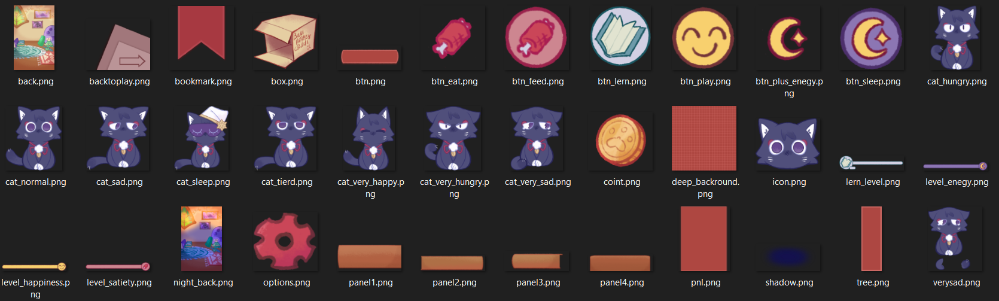 back.png
backtoplay.png
bookmark.png
box.png
btn.png
btn_eat.png
btn_feed.png
btn_lern.png
btn_play.png
btn_plus_enegy.p
ng
btn_sleep.png
cat_hungry.png
cat_normal.png
cat_sad.png
cat_sleep.png
cat_tierd.png
cat_very_happy.p
ng
cat_very_hungry.p
ng
cat_very_sad.png
coint.png
deep_backround.
png
icon.png
lern_level.png
level_enegy.png
level_happiness.p
ng
level_satiety.png
night_back.png
options.png
panel1.png
panel2.png
panel3.png
panel4.png
pnl.png
shadow.png
tree.png
verysad.png